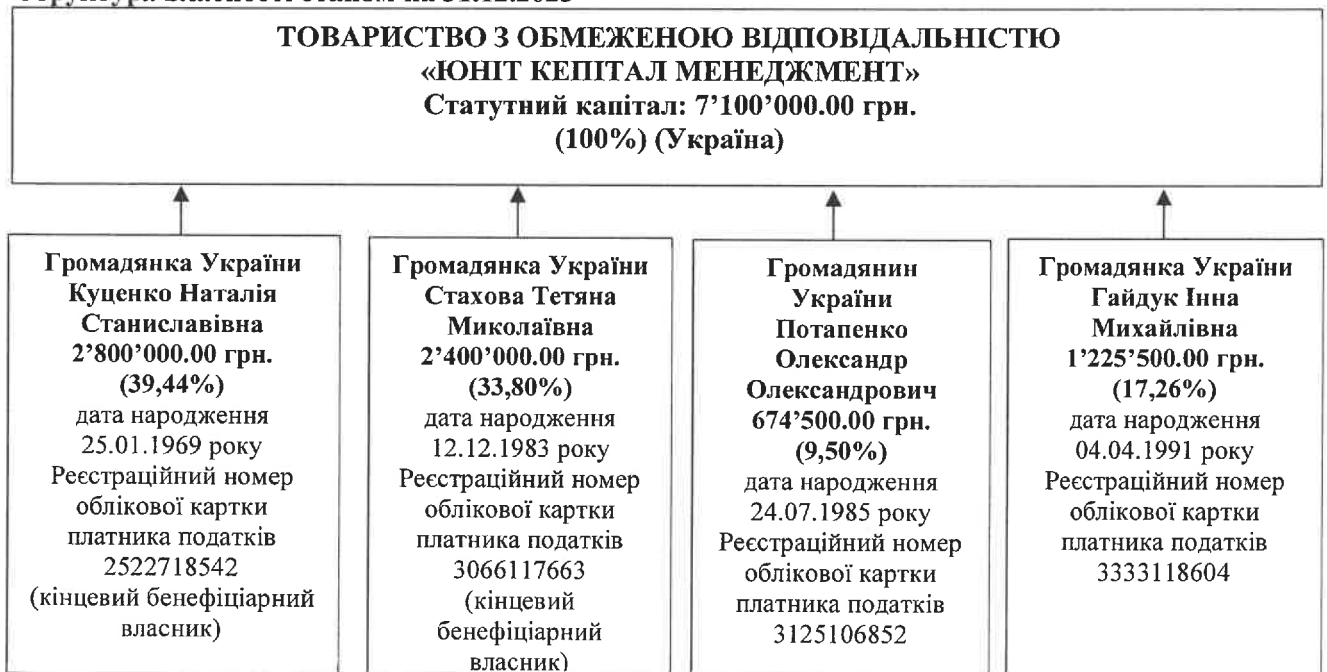 ТОВАРИСТВО З ОБМЕЖЕНОЮ ВІДПОВІДАЛЬНІСТЮ
«ЮНІТ КЕПІТАЛ МЕНЕДЖМЕНТ»
Статутний капітал: 7’100’000.00 грн.
(100%) (Україна)
Громадянка України
Куценко Наталія
Станиславівна
2’800’000.00 грн.
(39,44%)
дата народження
25.01.1969 року
Реєстраційний номер
облікової картки
платника податків
2522718542
(кінцевий бенефіціарний
власник)
Громадянка України
Стахова Тетяна
Миколаївна
2’400’000.00 грн.
(33,80%)
дата народження
12.12.1983 року
Реєстраційний номер
облікової картки
платника податків
3066117663
(кінцевий
бенефіціарний
власник)
Громадянин
України
Потапенко
Олександр
Олександрович
674’500.00 грн.
(9,50%)
дата народження
24.07.1985 року
Реєстраційний номер
облікової картки
платника податків
3125106852
Громадянка України
Гайдук Інна
Михайлівна
1’225’500.00 грн.
(17,26%)
дата народження
04.04.1991 року
Реєстраційний номер
облікової картки
платника податків
3333118604